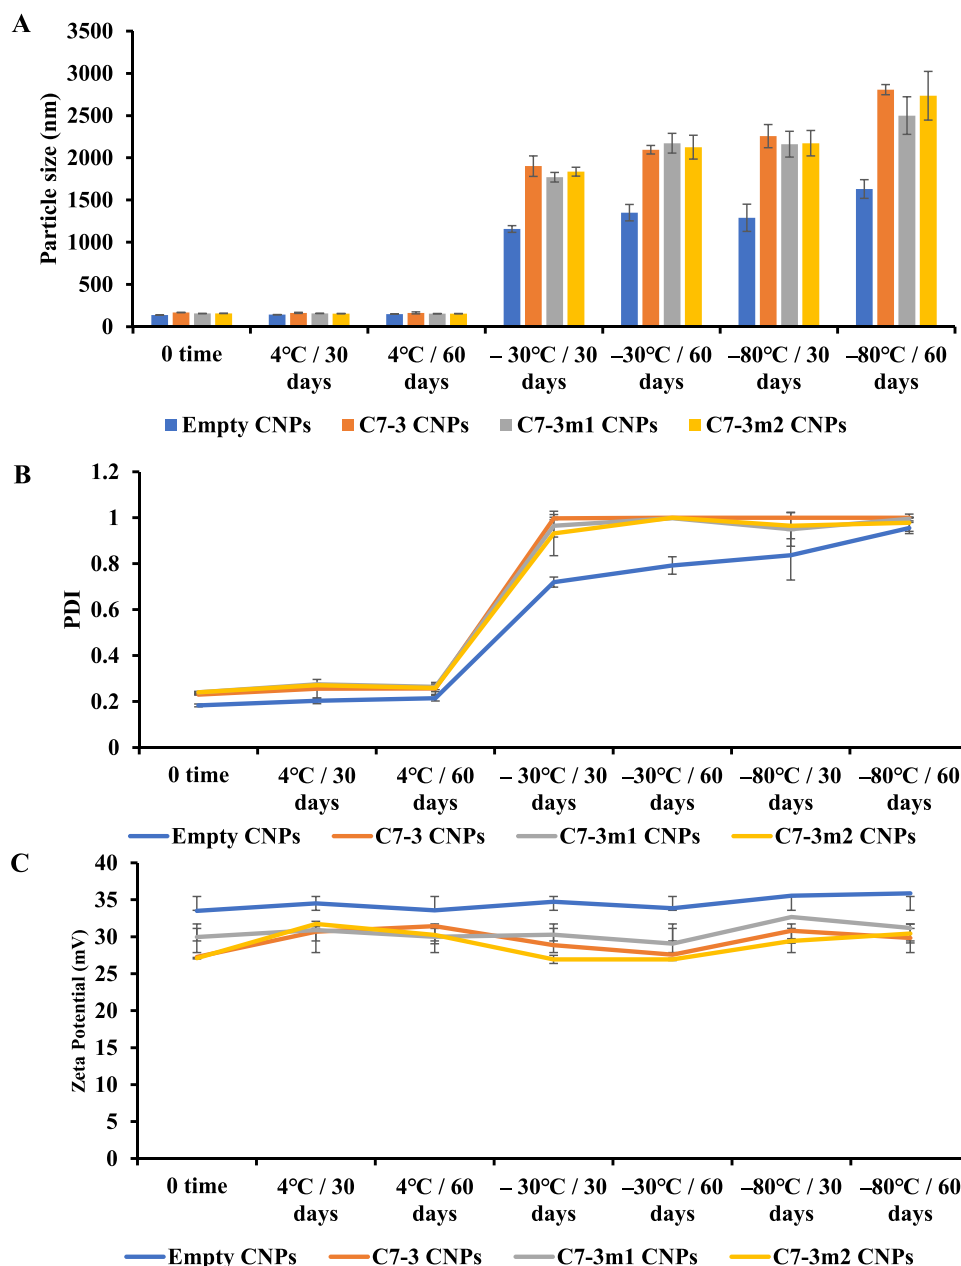 A
3500
3000
2500
2000
1500
1000
500
0
Particle size (nm)
0 time
4°C / 30 days
4°C / 60 days
– 30°C / 30 days
–30°C / 60 days
–80°C / 30 days
–80°C / 60 days
Empty CNPs
C7-3 CNPs
C7-3m1 CNPs
C7-3m2 CNPs
B
1.2
1
0.8
0.6
0.4
0.2
0
PDI
0 time
4°C / 30 days
4°C / 60 days
– 30°C / 30 days
–30°C / 60 days
–80°C / 30 days
–80°C / 60 days
Empty CNPs
C7-3 CNPs
C7-3m1 CNPs
C7-3m2 CNPs
C
40
35
30
25
20
15
10
5
0
Zeta Potential (mV)
0 time
4°C / 30 days
4°C / 60 days
– 30°C / 30 days
–30°C / 60 days
–80°C / 30 days
–80°C / 60 days
Empty CNPs
C7-3 CNPs
C7-3m1 CNPs
C7-3m2 CNPs